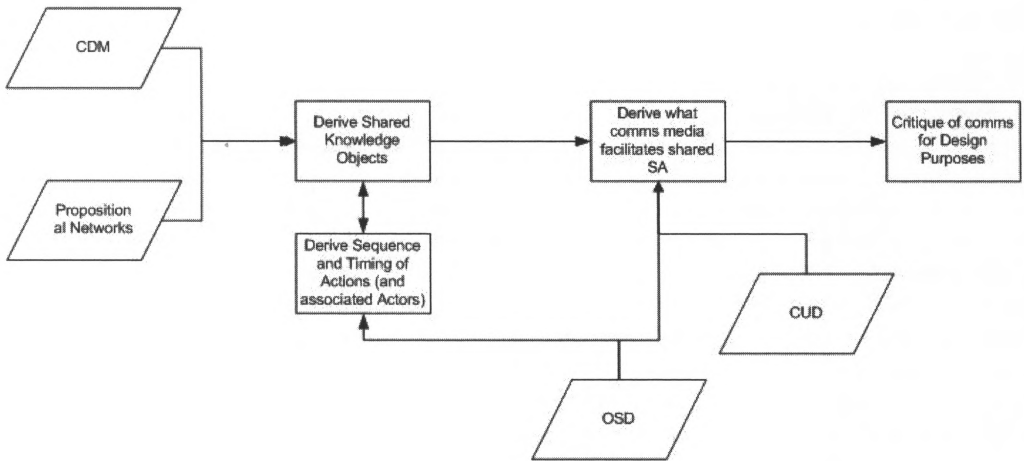 CDM
Proposition
al Networks
Derive Shared
Knowledge
Objects
Derive Sequence
and Timing of
Actions (and
associated Actors)
Derive what
comms media
facilitates shared
SA
Critique of comms
for Design
Purposes
CUD
OSD